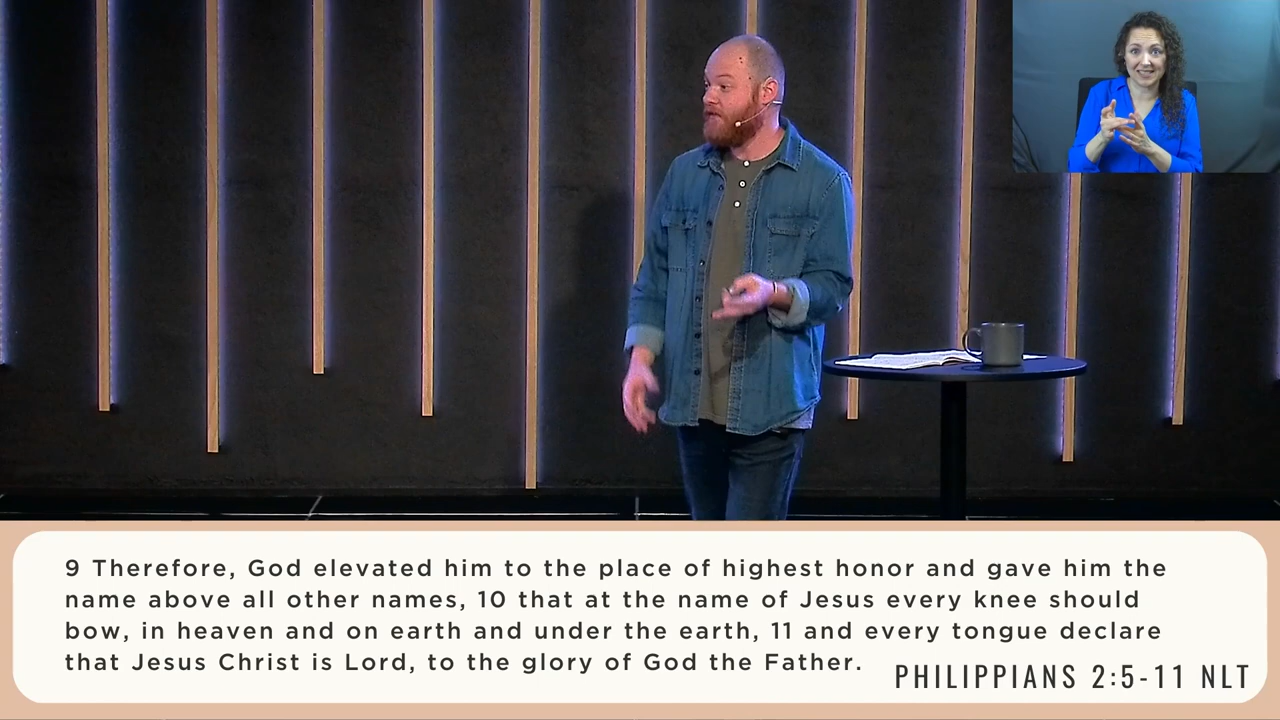 9 Therefore, God elevated him to the place of highest honor and gave him the
name above all other names, 10 that at the name of Jesus every knee should
bow, in heaven and on earth and under the earth, 11 and every tongue declare
that Jesus Christ is Lord, to the glory of God the Father.
PHILIPPIANS 2:5-11 NLT